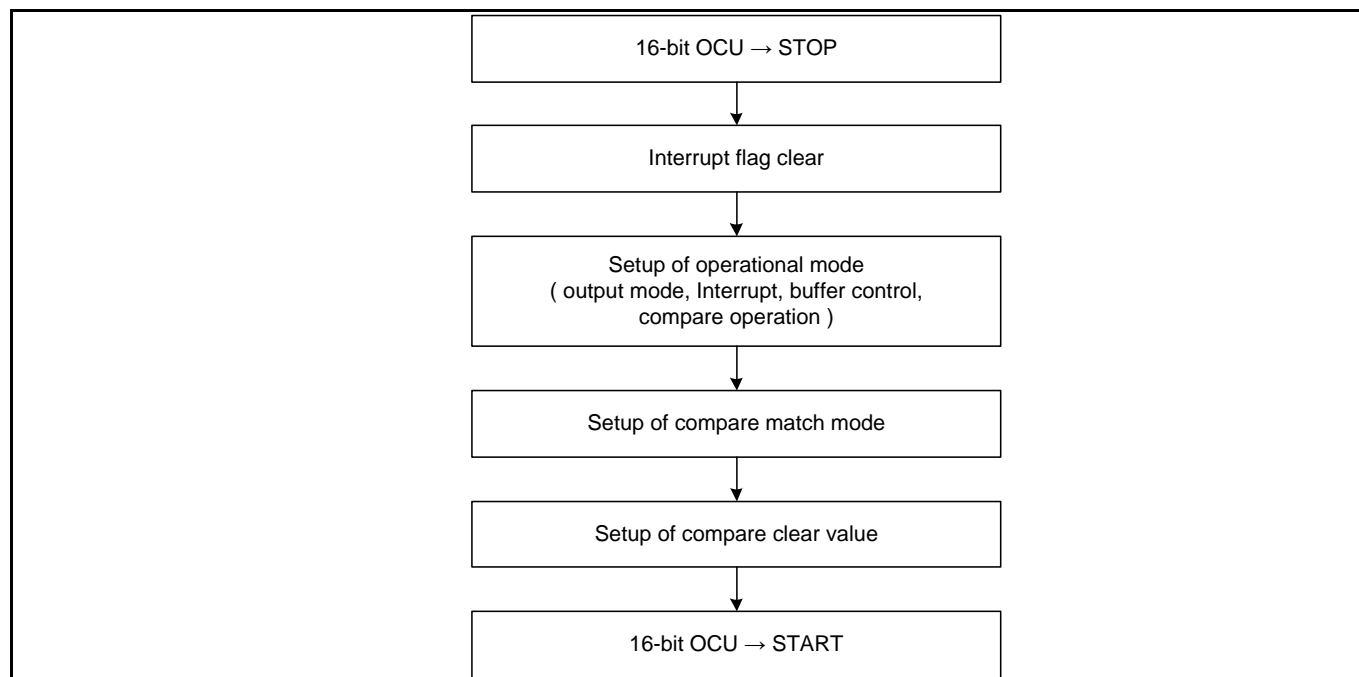 16-bit OCU → STOP
Interrupt flag clear
Setup of operational mode
( output mode, Interrupt, buffer control,
compare operation )
Setup of compare match mode
Setup of compare clear value
16-bit OCU → START